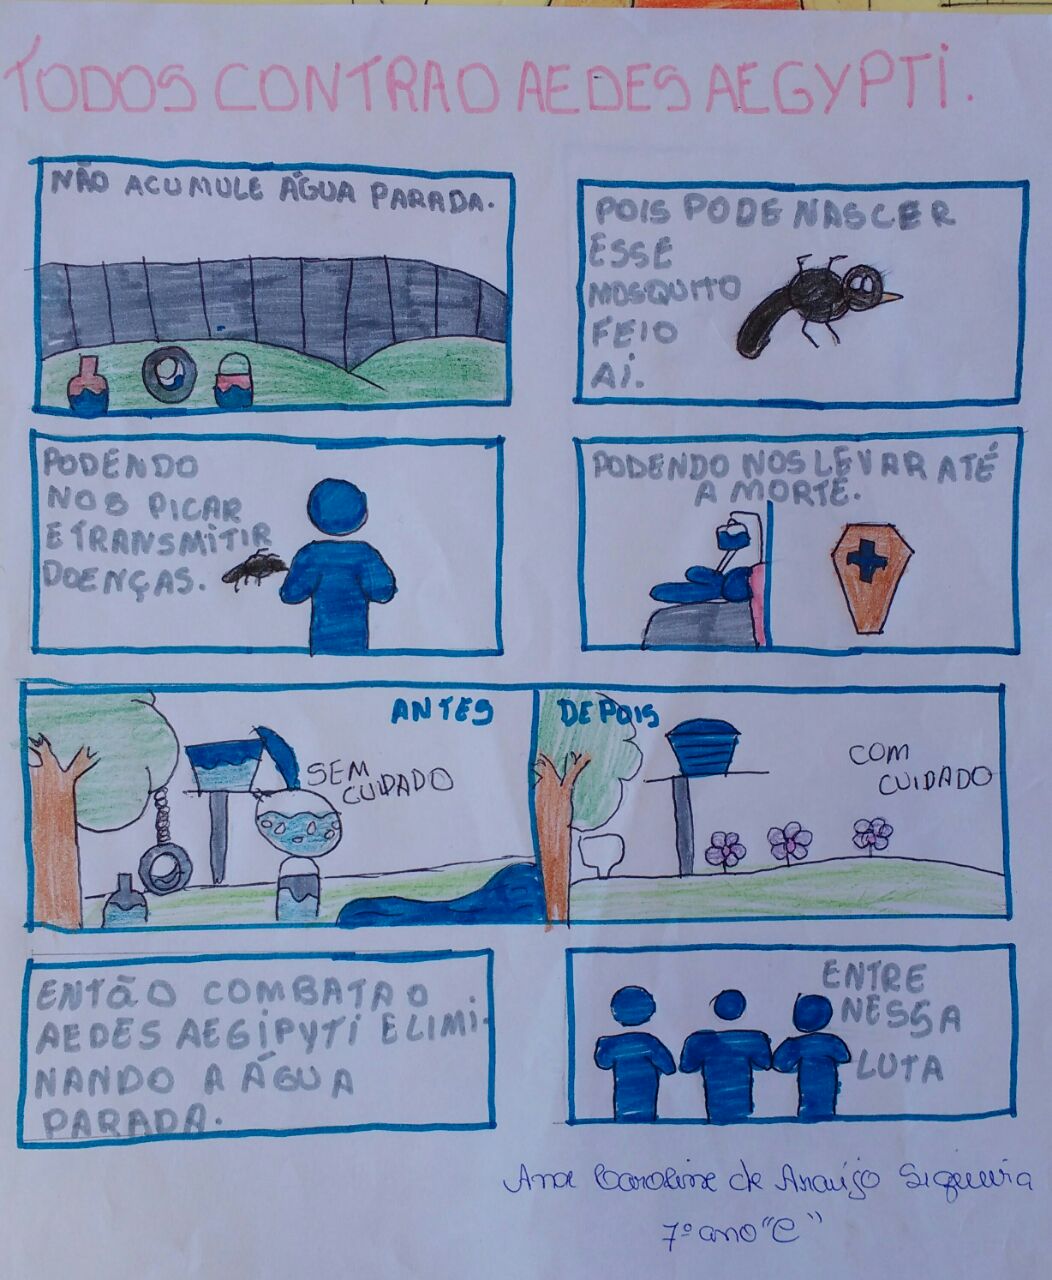 TODOS CONTRA O AEDES AEGYPTI.
NÃO ACUMULE ÁGUA PARADA.
POIS PODE NASCER
ESSE
MOSQUITO
FEIO
AÍ.
PODENDO
NOS PICAR
E TRANSMITIR
DOENÇAS.
PODENDO NOS LEVAR ATÉ
A MORTE.
ANTES
SEM
CUIDADO
DEPOIS
COM
CUIDADO
ENTÃO COMBATA O
AEDES AEGIPYTI ELIMI-
NANDO A ÁGUA
PARADA.
ENTRE
NESSA
LUTA
Ana Caroline de Araújo Siqueira
7º ano "C"